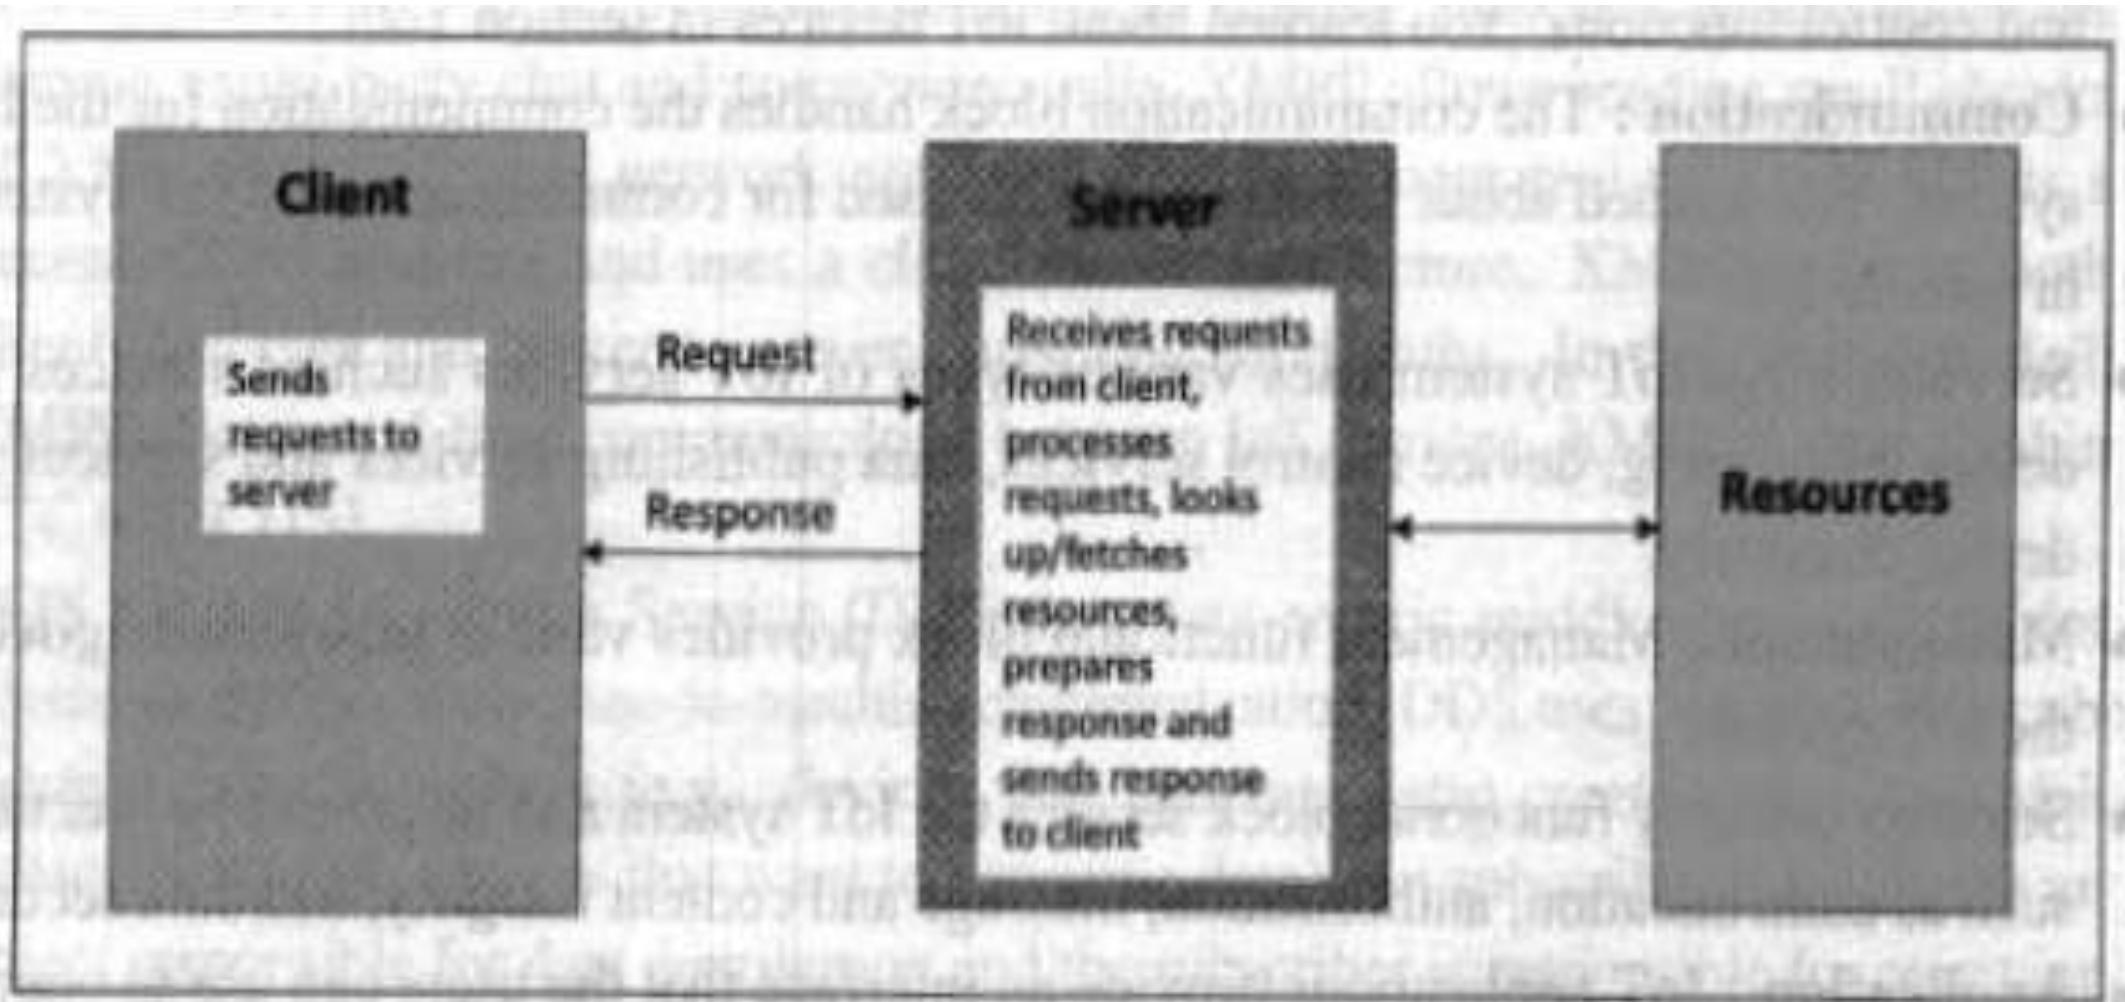 Client
Sends
requests to
server
Request
Response
Server
Receives requests
from client,
processes
requests, looks
up/fetches
resources,
prepares
response and
sends response
to client
Resources